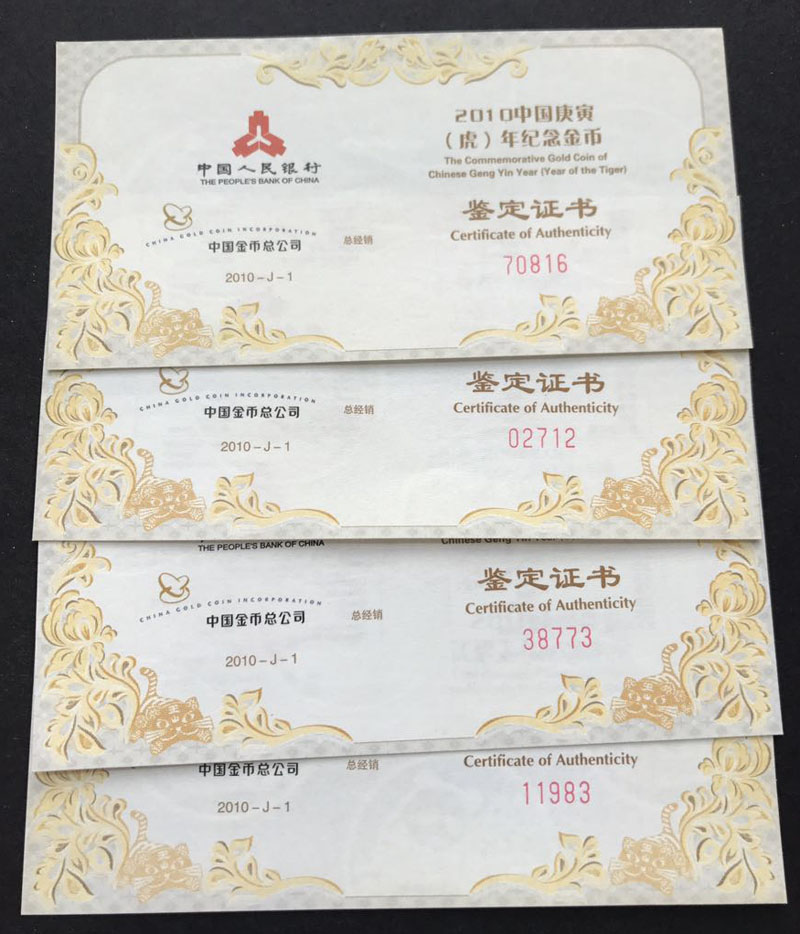 2010中国庚寅
（虎）年纪念金币
The Commemorative Gold Coin of
Chinese Geng Yin Year (Year of the Tiger)
中国人民银行
THE PEOPLE'S BANK OF CHINA
鉴定证书
Certificate of Authenticity
70816
CHINA GOLD COIN INCORPORATION
中国金币总公司
总经销
2010-J-1
CHINA GOLD COIN INCORPORATION
中国金币总公司
总经销
2010-J-1
鉴定证书
Certificate of Authenticity
02712
THE PEOPLE'S BANK OF CHINA
CHINA GOLD COIN INCORPORATION
中国金币总公司
总经销
2010-J-1
Chinese Geng Yin Year
鉴定证书
Certificate of Authenticity
38773
中国金币总公司
总经销
2010-J-1
Certificate of Authenticity
11983